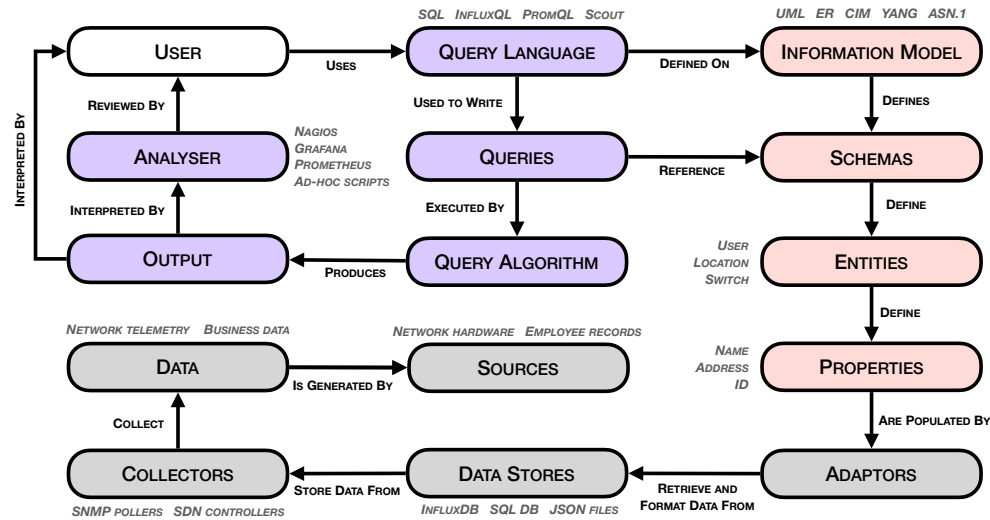 SQL InfluxQL PromQL Scout
UML ER CIM YANG ASN.1
User
Uses
Query Language
Defined On
Information Model
Reviewed By
Used to Write
Defines
Interpreted By
Analyser
Nagios
Grafana
Prometheus
Ad-hoc scripts
Queries
Reference
Schemas
Interpreted By
Executed By
Define
Output
Produces
Query Algorithm
User
Location
Switch
Entities
Define
Network telemetry Business data
Network hardware Employee records
Data
Is Generated By
Sources
Name
Address
ID
Properties
Collect
Are Populated By
Collectors
Store Data From
Data Stores
Retrieve and
Format Data From
Adaptors
SNMP pollers SDN controllers
InfluxDB SQL DB JSON files